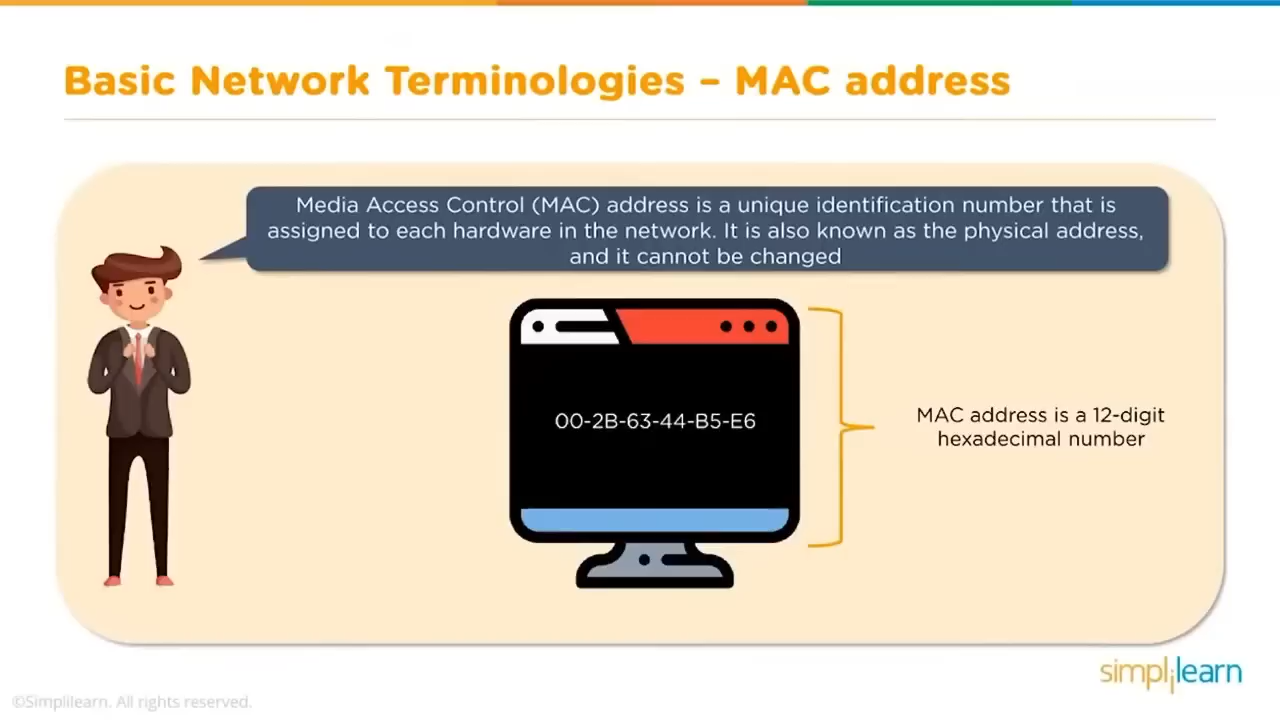 Basic Network Terminologies – MAC address
Media Access Control (MAC) address is a unique identification number that is
assigned to each hardware in the network. It is also known as the physical address,
and it cannot be changed
00-2B-63-44-B5-E6
MAC address is a 12-digit
hexadecimal number
simplilearn
©Simplilearn. All rights reserved.